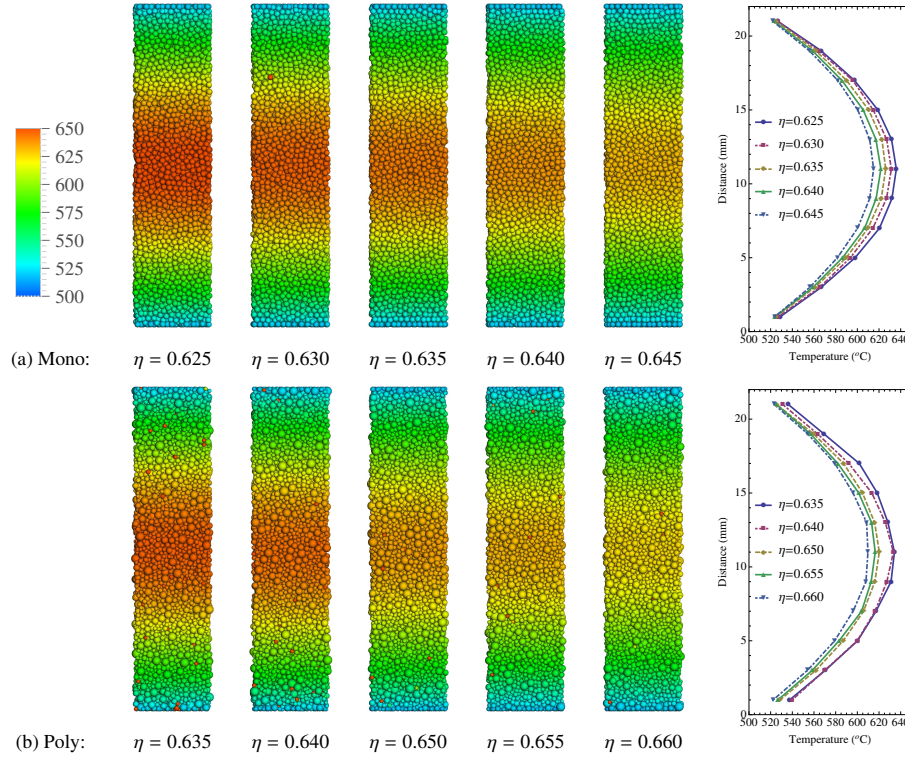 650
625
600
575
550
525
500
20
15
10
5
0
Distance (mm)
η=0.625
η=0.630
η=0.635
η=0.640
η=0.645
500 520 540 560 580 600 620 640
Temperature (°C)
(a) Mono: η = 0.625 η = 0.630 η = 0.635 η = 0.640 η = 0.645
20
15
10
5
0
Distance (mm)
η=0.635
η=0.640
η=0.650
η=0.655
η=0.660
500 520 540 560 580 600 620 640
Temperature (°C)
(b) Poly: η = 0.635 η = 0.640 η = 0.650 η = 0.655 η = 0.660